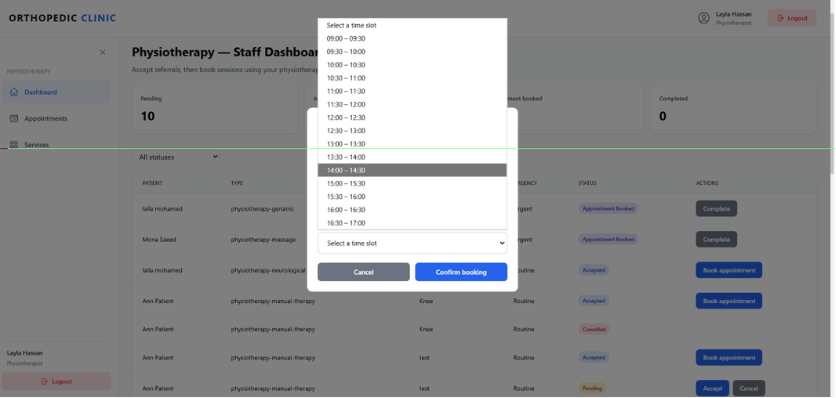 ORTHOPEDIC CLINIC
Layla Hassan
Physiotherapist
Logout
PHYSIOTHERAPY
Dashboard
Appointments
Services
Layla Hassan
Physiotherapist
Logout
Physiotherapy — Staff Dashboar
Accept referrals, then book sessions using your physiotherap
Pending
10
A
ment booked
Completed
0
All statuses
PATIENT TYPE GENCY STATUS ACTIONS
laila mohamed physiotherapy-geriatric rgent Appointment Booked Complete
Mona Saeed physiotherapy-massage rgent Appointment Booked Complete
laila mohamed physiotherapy-neurological outine Accepted Book appointment
Ann Patient physiotherapy-manual-therapy Knee Routine Accepted Book appointment
Ann Patient physiotherapy-manual-therapy Knee Routine Cancelled
Ann Patient physiotherapy-manual-therapy test Routine Accepted Book appointment
Ann Patient physiotherapy-manual-therapy test Routine Pending Accept Cancel
Select a time slot
09:00 – 09:30
09:30 – 10:00
10:00 – 10:30
10:30 – 11:00
11:00 – 11:30
11:30 – 12:00
12:00 – 12:30
12:30 – 13:00
13:00 – 13:30
13:30 – 14:00
14:00 – 14:30
15:00 – 15:30
15:30 – 16:00
16:00 – 16:30
16:30 – 17:00
Select a time slot
Cancel
Confirm booking